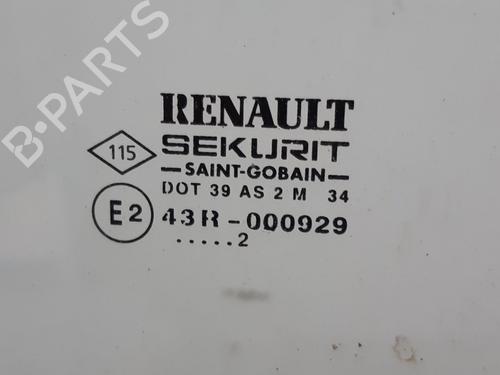 B-PARTS
RENAULT
115
SEKURIT
SAINT-GOBAIN
DOT 39 AS 2 M 34
E2 43R-000929
.....2